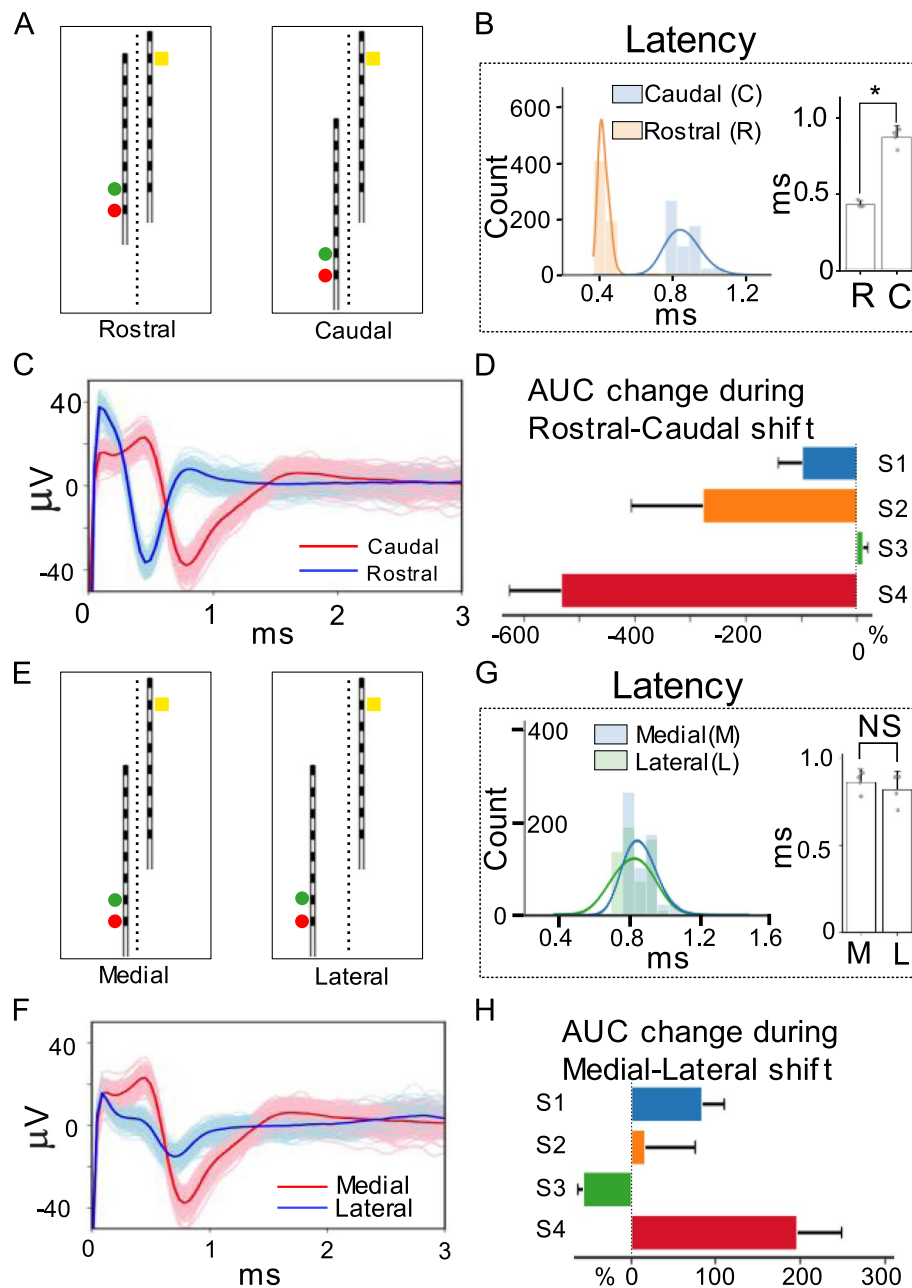 A
Rostral
Caudal
B
Latency
Caudal (C)
Rostral (R)
600
400
200
0
Count
0.4
0.8
1.2
ms
*
1.0
0.5
0
ms
R
C
C
40
0
-40
μV
Caudal
Rostral
0
1
2
3
ms
D
AUC change during
Rostral-Caudal shift
S1
S2
S3
S4
-600
-400
-200
0
%
E
Medial
Lateral
G
Latency
Medial(M)
Lateral(L)
400
200
0
Count
0.4
0.8
1.2
1.6
ms
NS
1.0
0.5
0
ms
M
L
F
40
0
-40
μV
Medial
Lateral
0
1
2
3
ms
H
AUC change during
Medial-Lateral shift
S1
S2
S3
S4
%
0
100
200
300